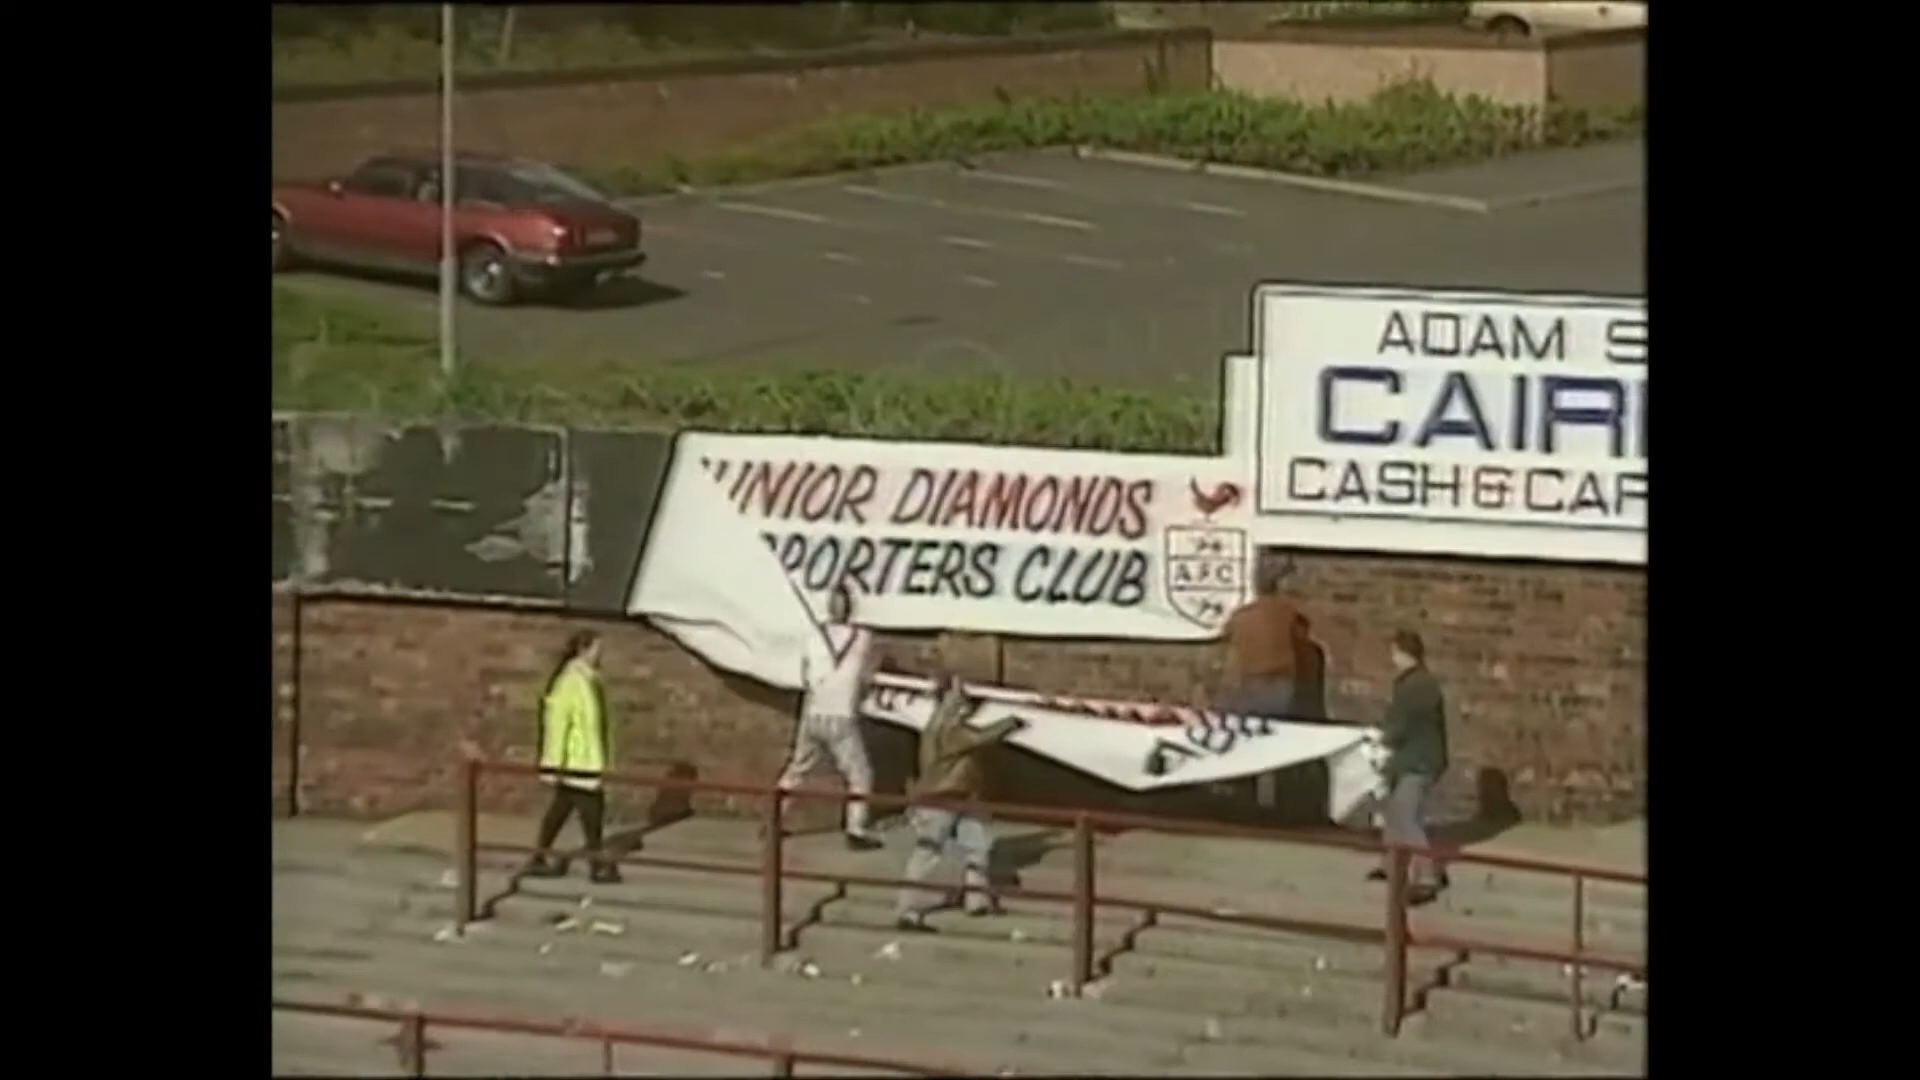 ADAM S
CAIR
CASH & CAR
UNIOR DIAMONDS
PORTERS CLUB
AFC